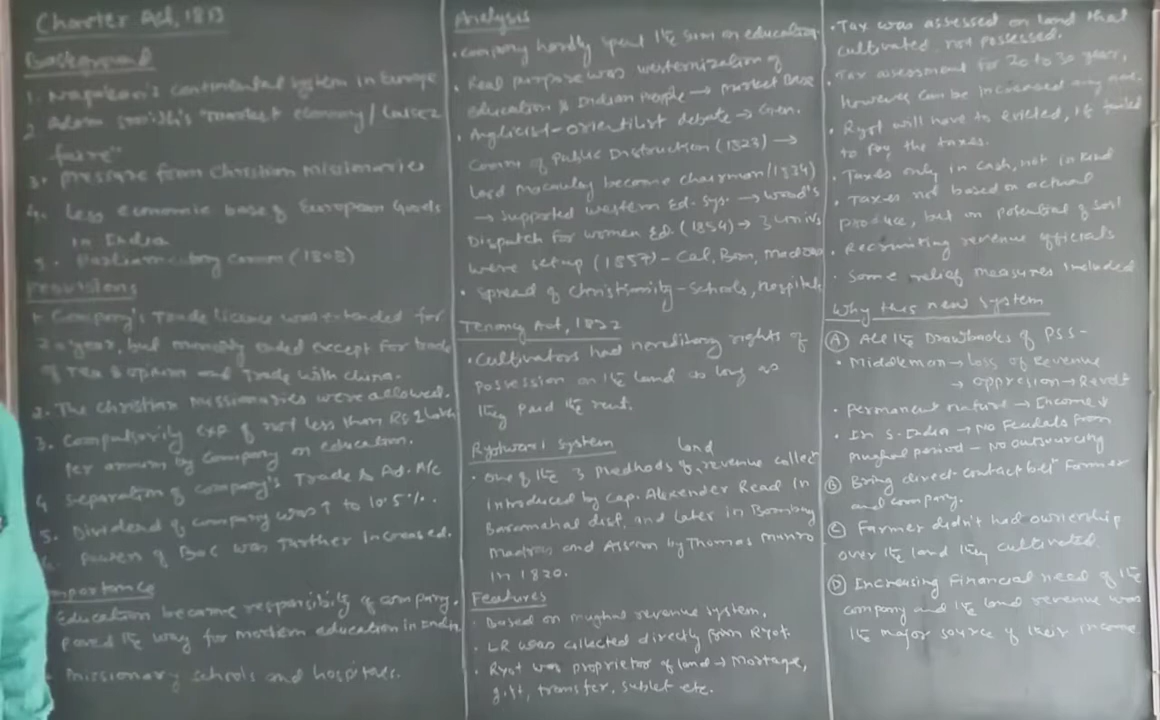 Charter Act, 1813
Background
1. Napoleon's continental system in Europe
2. Adam Smith's "market economy / Laisez
faire"
3. Pressure from Christian Missionaries
4. Less economic base of European Goods
in India
5. Parliamentary Comm (1808)
Provisions
1. Company's Trade licence was extended for
20 years, but monopoly ended except for trade
of Tea & opium and Trade with China.
2. The Christian Missionaries were allowed.
3. Compulsorily exp of not less than Rs 1 Lakh
Per annum by Company on education.
4. Separation of company's Trade & Adj. A/c
5. Dividend of company was ↑ to 10.5%.
6. Powers of BoC was further Increased.
Importance
Education became responsibility of company.
Paved the way for modern education in India
Missionary schools and hospitals.
Analysis
• Company hardly spent the sum on education.
• Real purpose was westernization of
education & Indian People → market base
• Anglicist-orientilist debate → Gen.
Comm of Public Instruction (1823) →
Lord Macaulay become chairman (1834)
→ supported western Ed. sys. → Wood's
Dispatch for women Ed. (1854) → 3 Univs
were setup (1857) - Cal, Bom, Madras
• Spread of Christianity - Schools, hospitals
Tenancy Act, 1822
• Cultivators had hereditary rights of
Possession on the land as long as
they paid the rent.
Ryotwari System
• One of the 3 methods of land revenue collect
introduced by Cap. Alexender Read in
Baramahal dist, and later in Bombay
Madras and Assam by Thomas Munro
in 1820.
Features
• Based on mughal revenue system.
• LR was collected directly from Ryot.
• Ryot was proprietor of land → Mortage,
gift, transfer, sublet etc.
• Tax was assessed on land that
cultivated, not possessed.
• Tax assessment for 20 to 30 year,
However can be increased
• Ryot will have to evicted, if failed
to pay the taxes.
• Taxes only in cash, not in kind
• Taxes not based on actual
produce, but on potential of soil
• Recruiting revenue officials
• Some relief measures included
Why this new system
(A) All the Drawbacks of PSS -
• Middleman → loss of Revenue
→ oppresion → Revolt
• Permanent nature → Income ↓
• In S. India → No feudals from
mughal period - No outsourcing
(B) Bring direct contact betn Farmer
and company.
(C) Farmer didn't had ownership
over the land they cultivated.
(D) Increasing Financial need of the
company and the land revenue was
the major source of their income